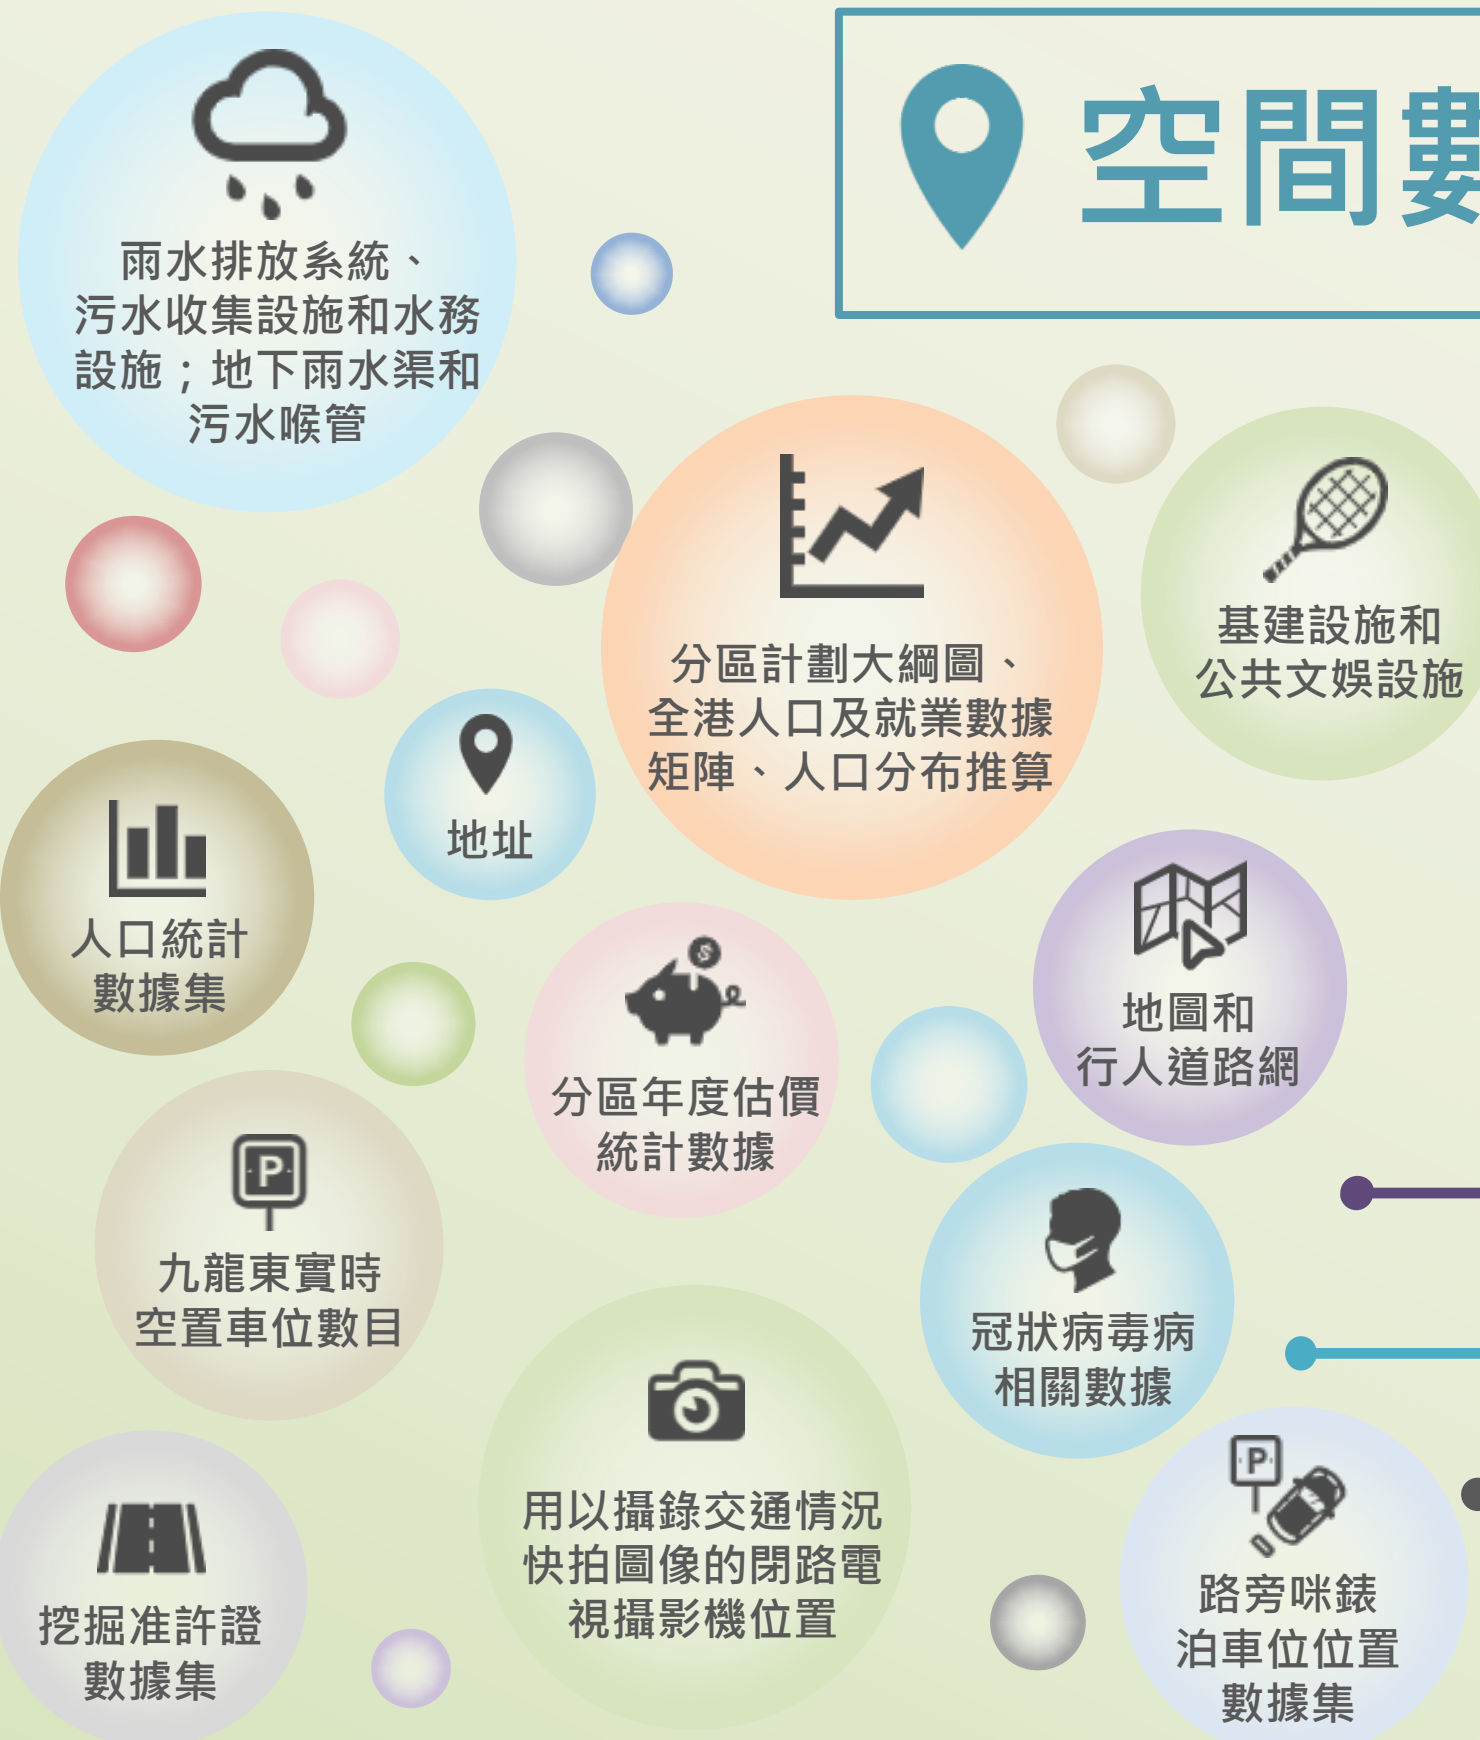 空間數
雨水排放系統、
污水收集設施和水務
設施；地下雨水渠和
污水喉管
分區計劃大綱圖、
全港人口及就業數據
矩陣、人口分布推算
基建設施和
公共文娛設施
地址
人口統計
數據集
分區年度估價
統計數據
地圖和
行人道路網
P
九龍東實時
空置車位數目
冠狀病毒病
相關數據
用以攝錄交通情況
快拍圖像的閉路電
視攝影機位置
P
路旁咪錶
泊車位位置
數據集
挖掘准許證
數據集